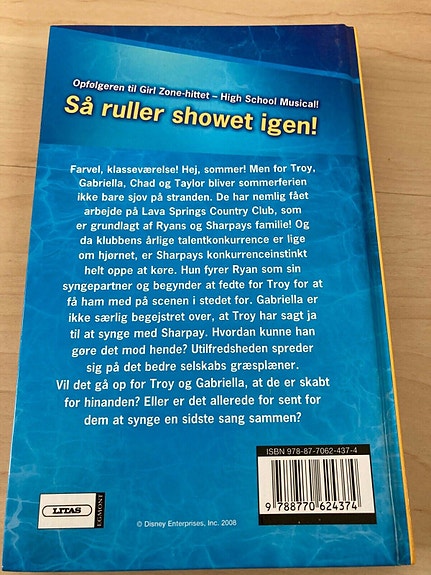 Opfølgeren til Girl Zone-hittet – High School Musical!
Så ruller showet igen!
Farvel, klasseværelse! Hej, sommer! Men for Troy,
Gabriella, Chad og Taylor bliver sommerferien
ikke bare sjov på stranden. De har nemlig fået
arbejde på Lava Springs Country Club, som
er grundlagt af Ryans og Sharpays familie! Og
da klubbens årlige talentkonkurrence er lige
om hjørnet, er Sharpays konkurrenceinstinkt
helt oppe at køre. Hun fyrer Ryan som sin
syngepartner og begynder at fedte for Troy for at
få ham med på scenen i stedet for. Gabriella er
ikke særlig begejstret over, at Troy har sagt ja
til at synge med Sharpay. Hvordan kunne han
gøre det mod hende? Utilfredsheden spreder
sig på det bedre selskabs græsplæner.
Vil det gå op for Troy og Gabriella, at de er skabt
for hinanden? Eller er det allerede for sent for
dem at synge en sidste sang sammen?
ISBN 978-87-7062-437-4
9 788770 624374
LITAS
EGMONT
© Disney Enterprises, Inc. 2008